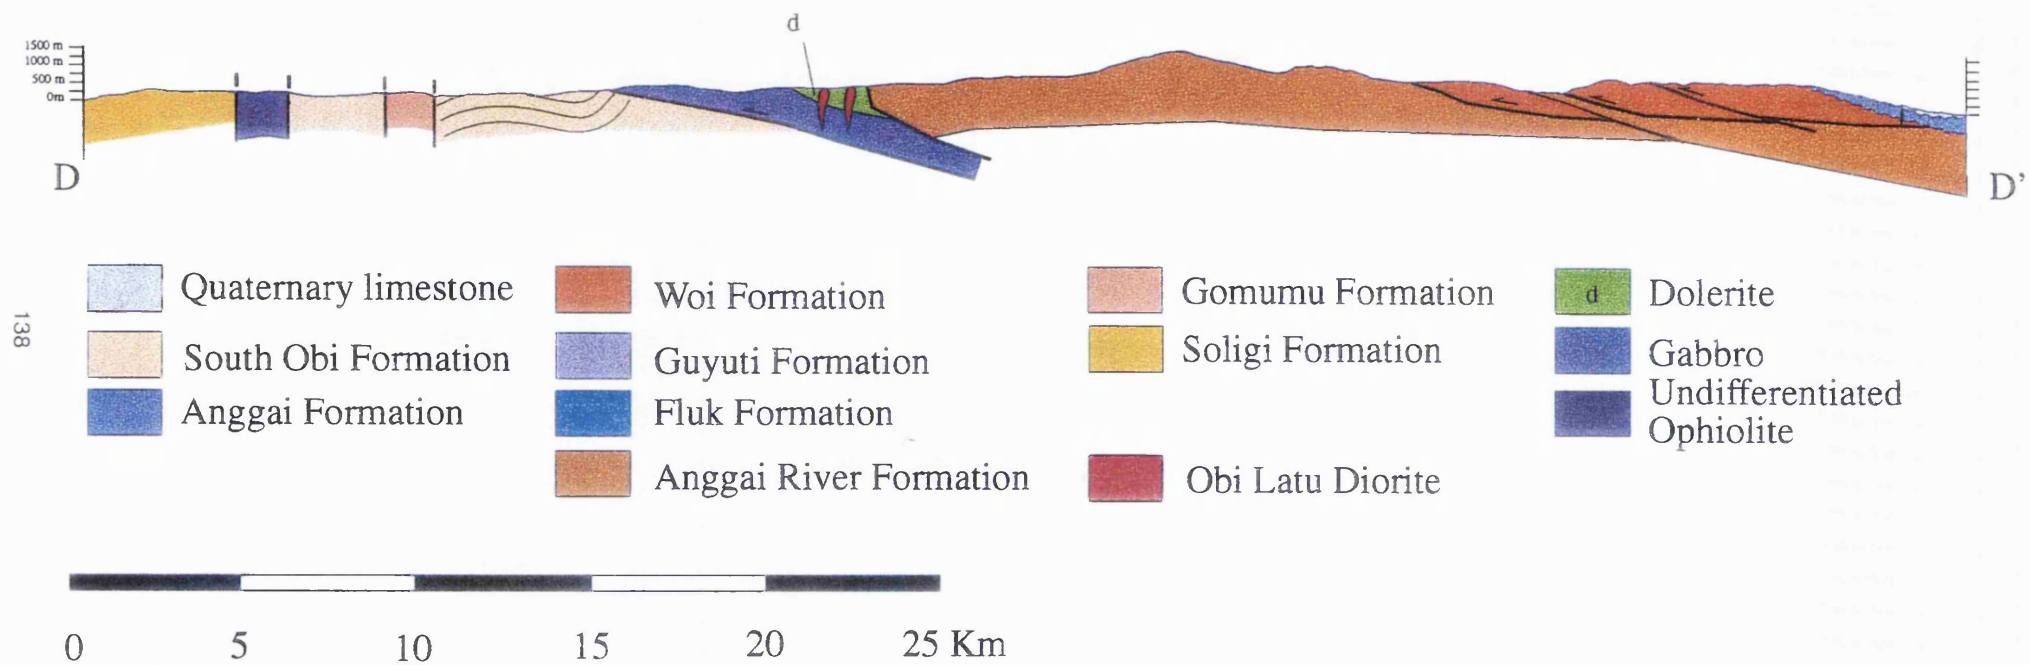 d
1500 m
1000 m
500 m
0m
D
D'
Quaternary limestone
South Obi Formation
Anggai Formation
Woi Formation
Guyuti Formation
Fluk Formation
Anggai River Formation
Gomumu Formation
Soligi Formation
Obi Latu Diorite
d
Dolerite
Gabbro
Undifferentiated
Ophiolite
138
0 5 10 15 20 25 Km